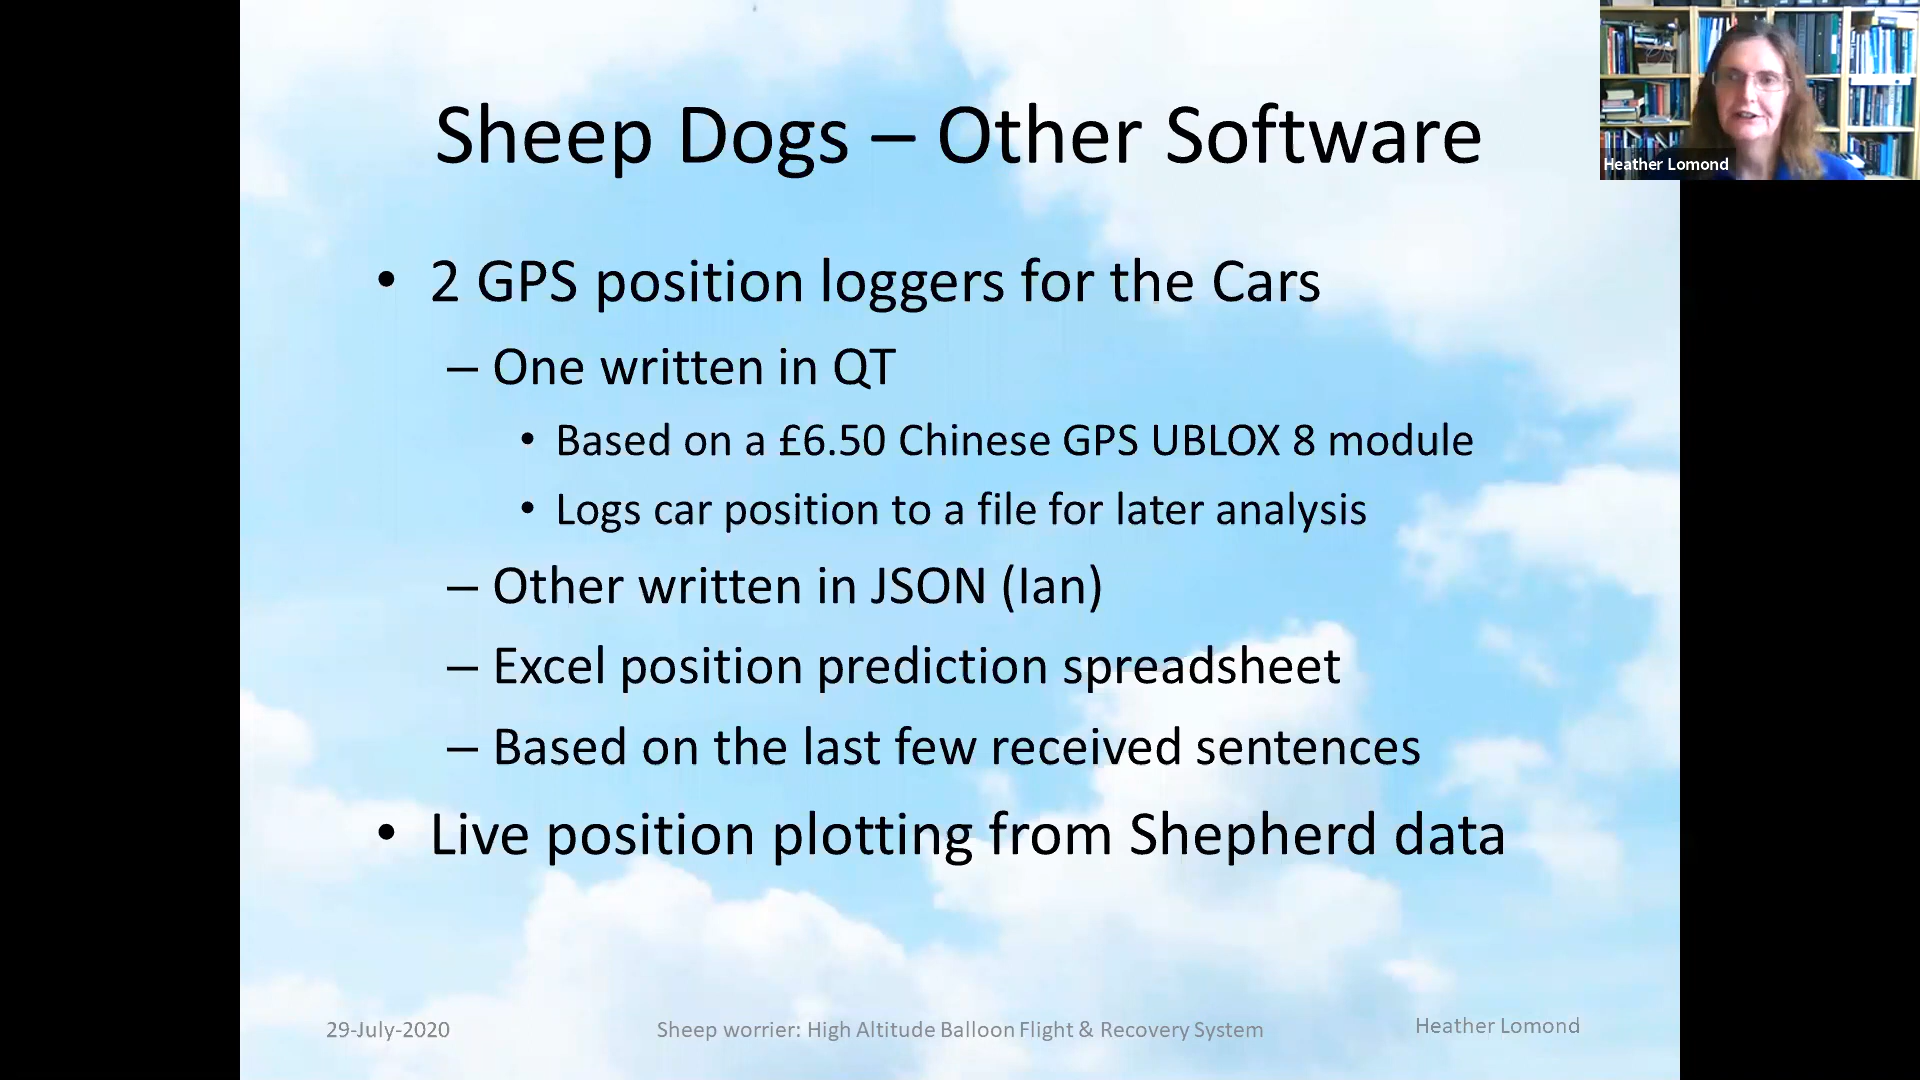 Sheep Dogs – Other Software
Heather Lomond
• 2 GPS position loggers for the Cars
– One written in QT
• Based on a £6.50 Chinese GPS UBLOX 8 module
• Logs car position to a file for later analysis
– Other written in JSON (Ian)
– Excel position prediction spreadsheet
– Based on the last few received sentences
• Live position plotting from Shepherd data
29-July-2020
Sheep worrier: High Altitude Balloon Flight & Recovery System
Heather Lomond